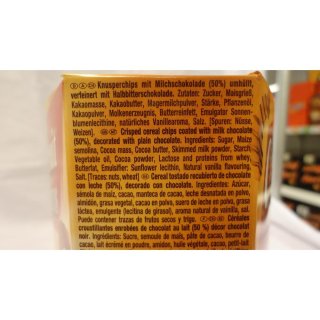 D A CH Knusperchips mit Milchschokolade (50%) umhüllt,
verfeinert mit Halbbitterschokolade. Zutaten: Zucker, Maisgrieß,
Kakaomasse, Kakaobutter, Magermilchpulver, Stärke, Pflanzenöl,
Kakaopulver, Molkenerzeugnis, Butterreinfett, Emulgator Sonnen-
blumenlecithine, natürliches Vanillearoma, Salz. [Spuren: Nüsse,
Weizen]. Crisped cereal chips coated with milk chocolate
(50%), decorated with plain chocolate. Ingredients: Sugar, Maize
semolina, Cocoa mass, Cocoa butter, Skimmed milk powder, Starch,
Vegetable oil, Cocoa powder, Lactose and proteins from whey,
Butterfat, Emulsifier: Sunflower lecithin, Natural vanilla flavouring,
Salt. [Traces: nuts, wheat]. Cereal tostado recubierto de chocolate
con leche (50%), decorado con chocolate. Ingredientes: Azúcar,
sémola de maíz, cacao, manteca de cacao, leche desnatada en polvo,
almidón, grasa vegetal, cacao en polvo, suero de leche en polvo, grasa
láctea, emulgente (lecitina de girasol), aroma natural de vainilla, sal.
Puede contener trazas de frutos secos y trigo. F CH Céréales
croustillantes enrobées de chocolat au lait (50 %) décor chocolat
noir. Ingrédients: Sucre, semoule de maïs, pâte de cacao, beurre de
cacao, lait écrémé en poudre, amidon, huile végétale, cacao, petit-lait